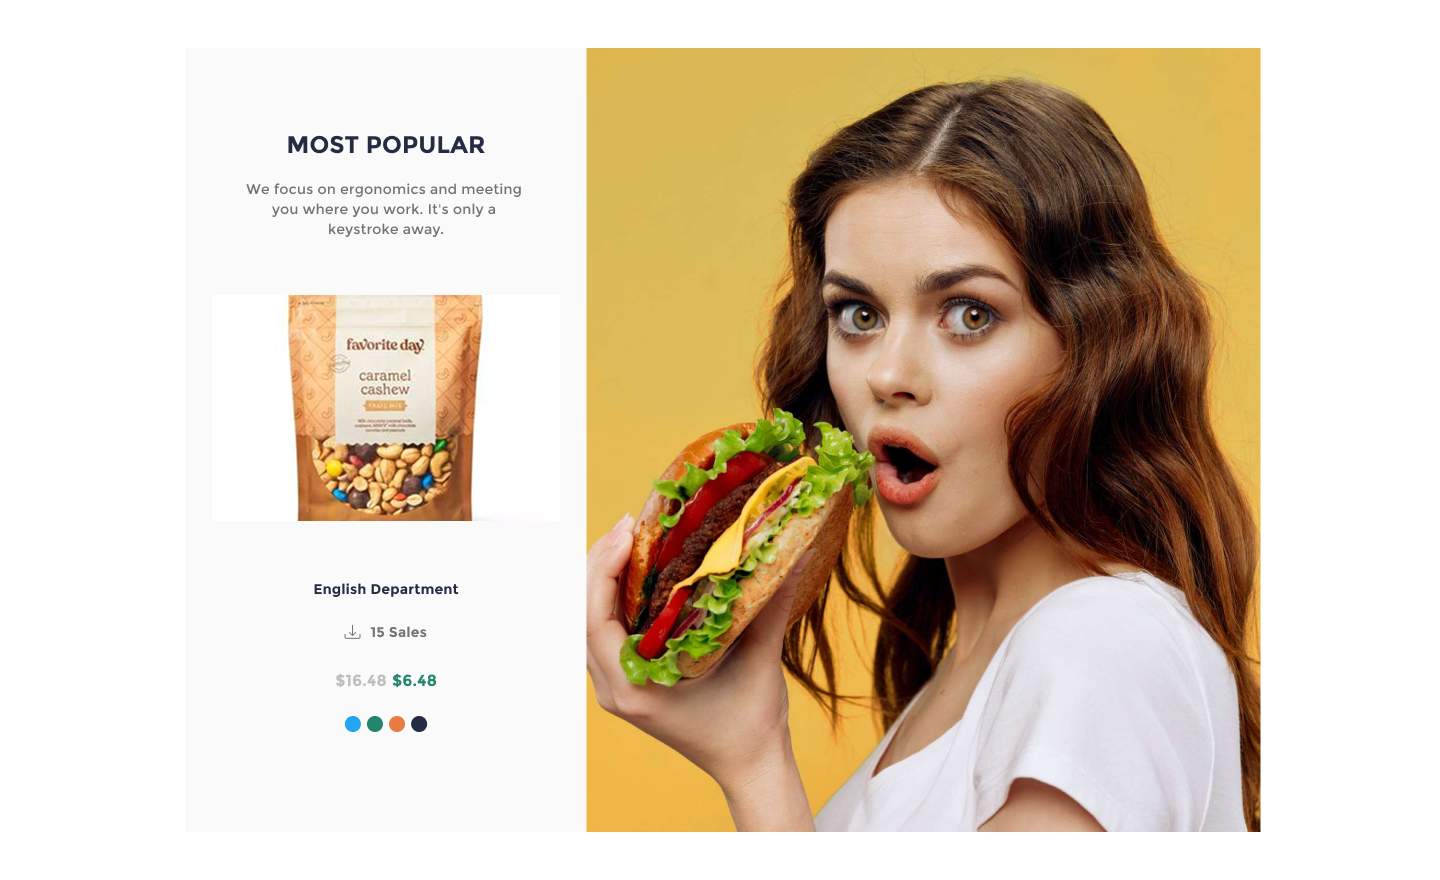 MOST POPULAR
We focus on ergonomics and meeting
you where you work. It's only a
keystroke away.
favorite day
caramel
cashew
TRAIL MIX
English Department
15 Sales
$16.48 $6.48